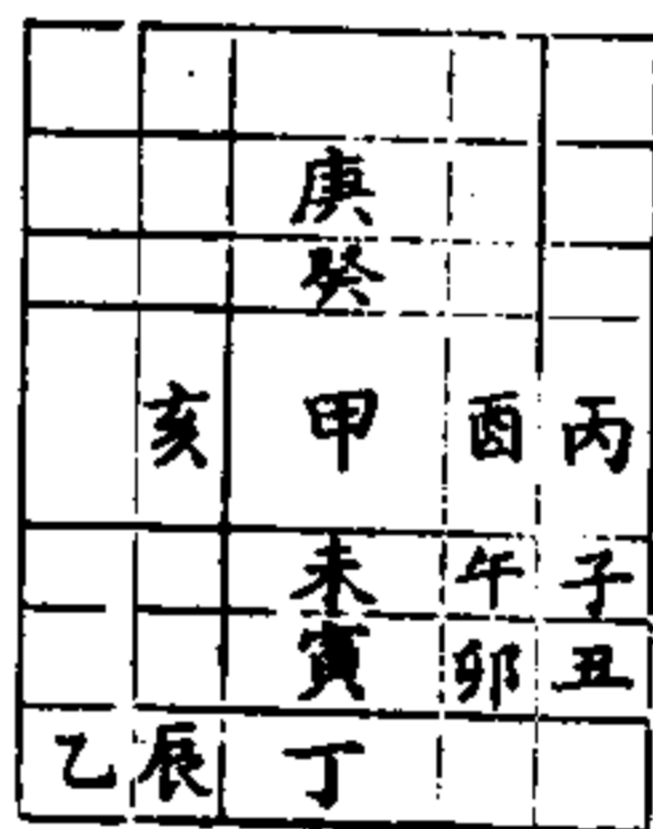 庚
癸
亥 甲 酉 丙
未 午 子
寅 卯 丑
乙 辰 丁